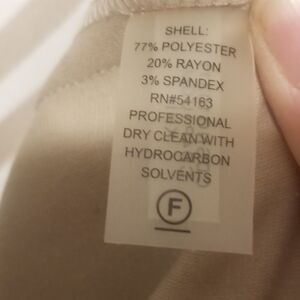 SHELL:
77% POLYESTER
20% RAYON
3% SPANDEX
RN#54163
PROFESSIONAL
DRY CLEAN WITH
HYDROCARBON
SOLVENTS
F